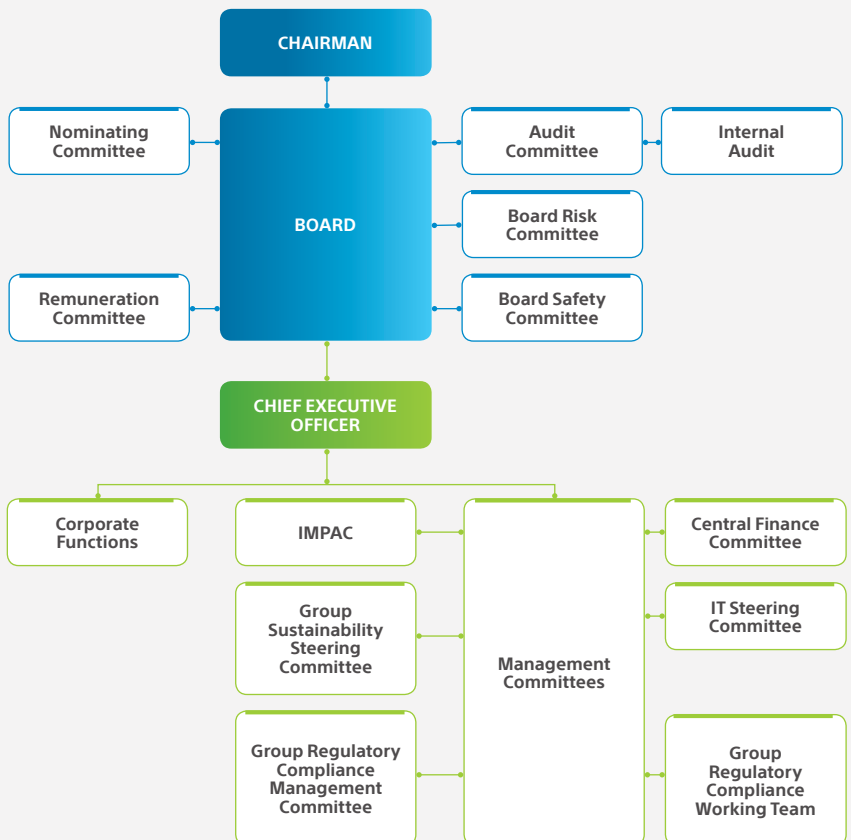 CHAIRMAN
Nominating
Committee
Audit
Committee
Internal
Audit
BOARD
Board Risk
Committee
Remuneration
Committee
Board Safety
Committee
CHIEF EXECUTIVE
OFFICER
Corporate
Functions
IMPAC
Central Finance
Committee
Group
Sustainability
Steering
Committee
IT Steering
Committee
Management
Committees
Group Regulatory
Compliance
Management
Committee
Group
Regulatory
Compliance
Working Team